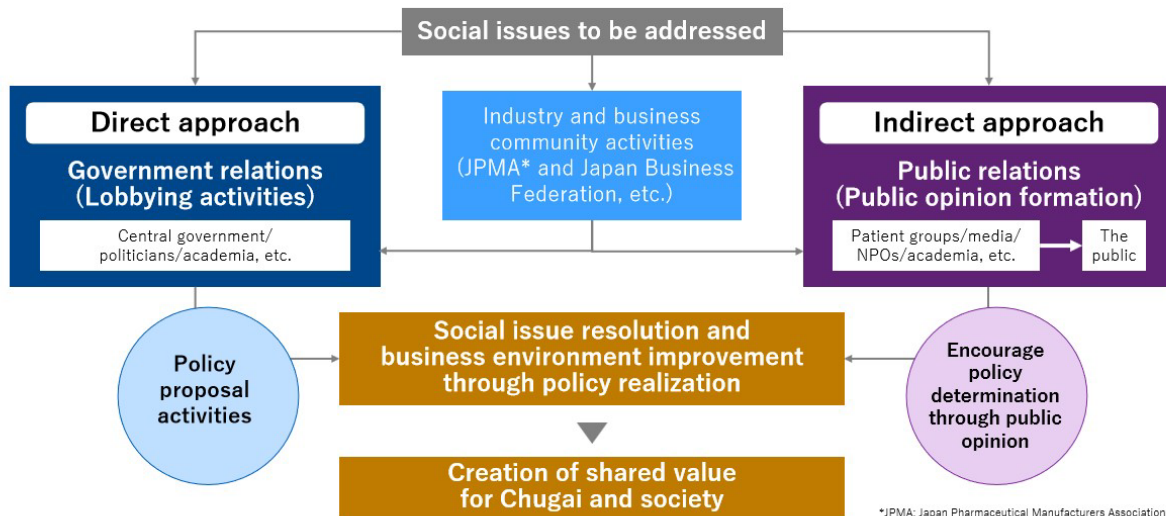 Social issues to be addressed
Direct approach
Government relations
(Lobbying activities)
Central government/
politicians/academia, etc.
Industry and business
community activities
(JPMA* and Japan Business
Federation, etc.)
Indirect approach
Public relations
(Public opinion formation)
Patient groups/media/
NPOs/academia, etc.
The
public
Policy
proposal
activities
Social issue resolution and
business environment improvement
through policy realization
Encourage
policy
determination
through public
opinion
Creation of shared value
for Chugai and society
*JPMA: Japan Pharmaceutical Manufacturers Association